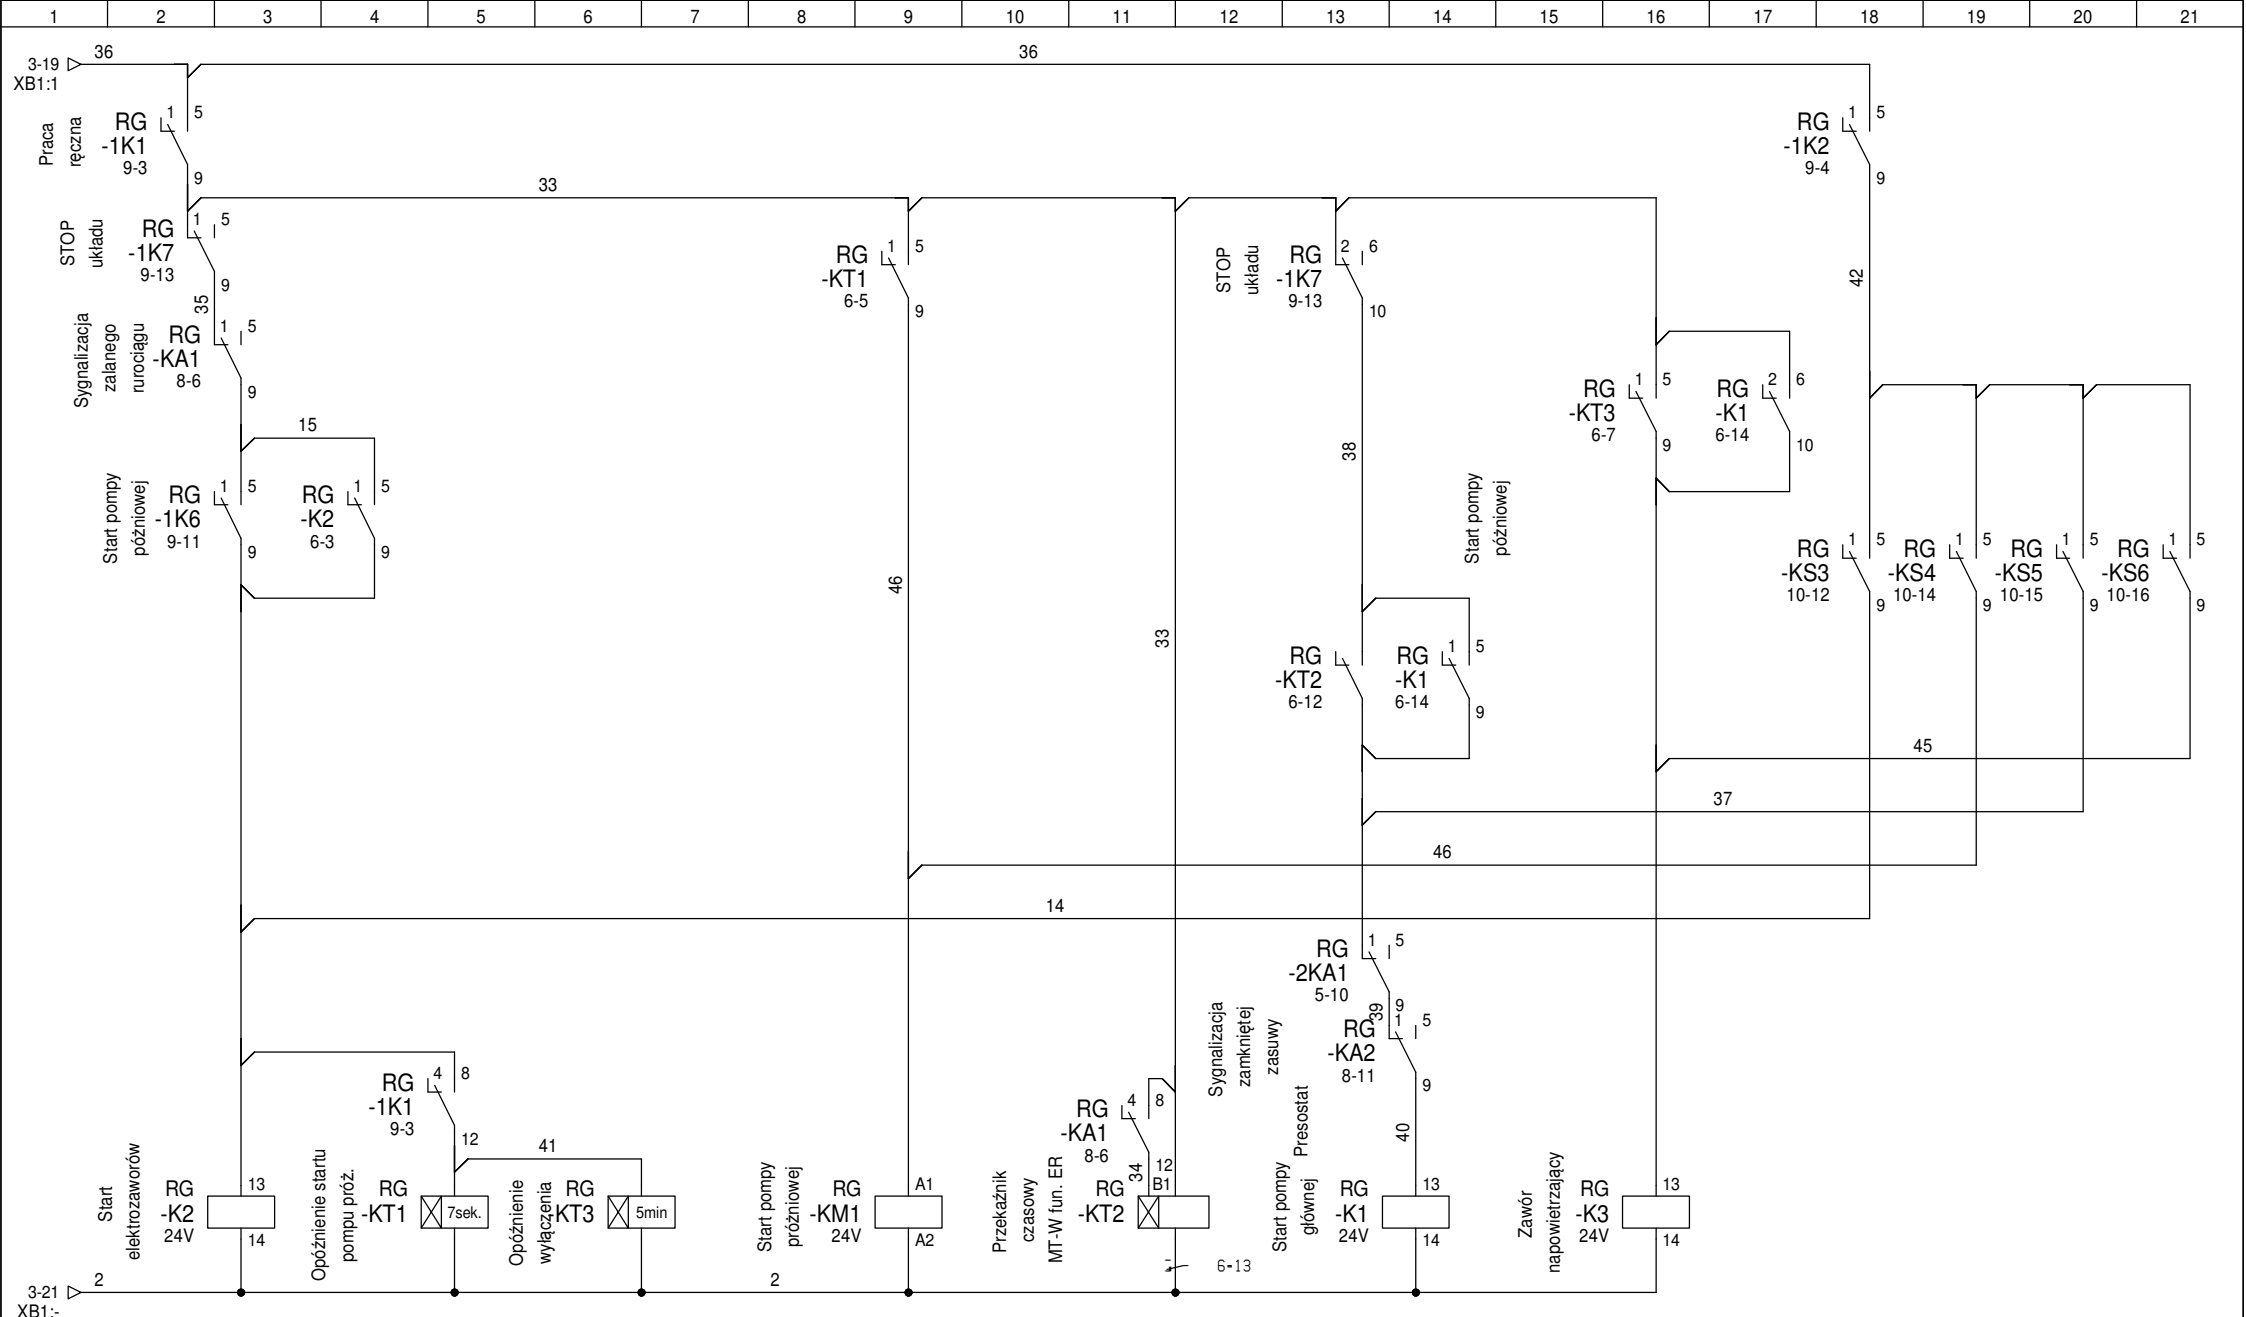 1 2 3 4 5 6 7 8 9 10 11 12 13 14 15 16 17 18 19 20 21
36
36
3-19
XB1:1
Praca
ręczna
RG
-1K1
9-3
1 5
9
RG
-1K2
9-4
1 5
9
33
STOP
układu
RG
-1K7
9-13
1 5
9
35
RG
-KT1
6-5
1 5
9
STOP
układu
RG
-1K7
9-13
2 6
10
42
Sygnalizacja
zalanego
rurociągu
RG
-KA1
8-6
1 5
9
15
RG
-KT3
6-7
1 5
9
RG
-K1
6-14
2 6
10
38
Start pompy
późniowej
RG
-1K6
9-11
1 5
9
RG
-K2
6-3
1 5
9
46
33
Start pompy
późniowej
RG
-KS3
10-12
1 5
9
RG
-KS4
10-14
1 5
9
RG
-KS5
10-15
1 5
9
RG
-KS6
10-16
1 5
9
RG
-KT2
6-12
RG
-K1
6-14
1 5
9
45
37
46
14
RG
-2KA1
5-10
1 5
9
39
Sygnalizacja
zamkniętej
zasuwy
RG
-KA2
8-11
1 5
9
Presostat
40
RG
-1K1
9-3
4 8
12
41
RG
-KA1
8-6
4 8
12
34
Start
elektrozaworów
RG
-K2
24V
13
14
Opóźnienie startu
pompu próż.
RG
-KT1
7sek.
Opóźnienie
wyłączenia
RG
-KT3
5min
Start pompy
próżniowej
RG
-KM1
24V
A1
A2
Przekaźnik
czasowy
MT-W fun. ER
RG
-KT2
B1
6-13
Start pompy
głównej
RG
-K1
24V
13
14
Zawór
napowietrzający
RG
-K3
24V
13
14
2
2
3-21
XB1:-